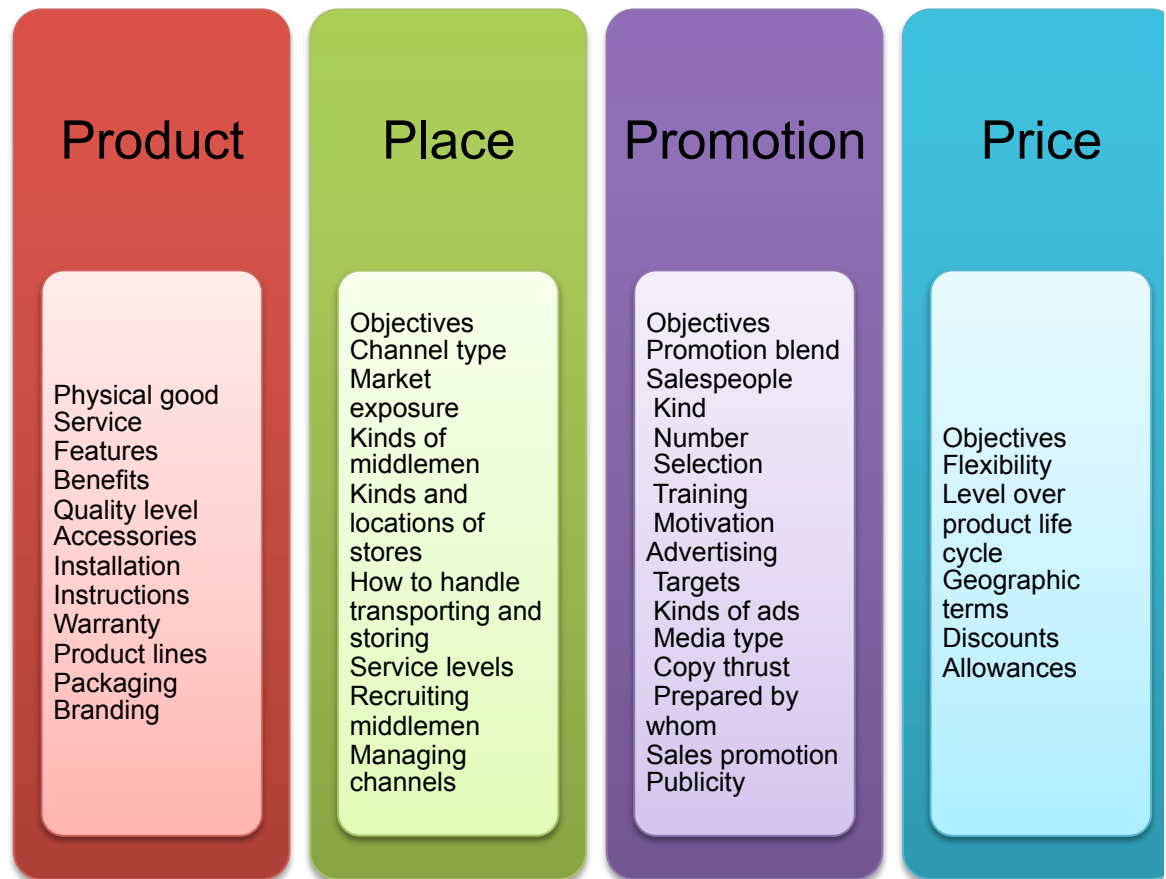 Product
Physical good
Service
Features
Benefits
Quality level
Accessories
Installation
Instructions
Warranty
Product lines
Packaging
Branding
Place
Objectives
Channel type
Market
exposure
Kinds of
middlemen
Kinds and
locations of
stores
How to handle
transporting and
storing
Service levels
Recruiting
middlemen
Managing
channels
Promotion
Objectives
Promotion blend
Salespeople
Kind
Number
Selection
Training
Motivation
Advertising
Targets
Kinds of ads
Media type
Copy thrust
Prepared by
whom
Sales promotion
Publicity
Price
Objectives
Flexibility
Level over
product life
cycle
Geographic
terms
Discounts
Allowances